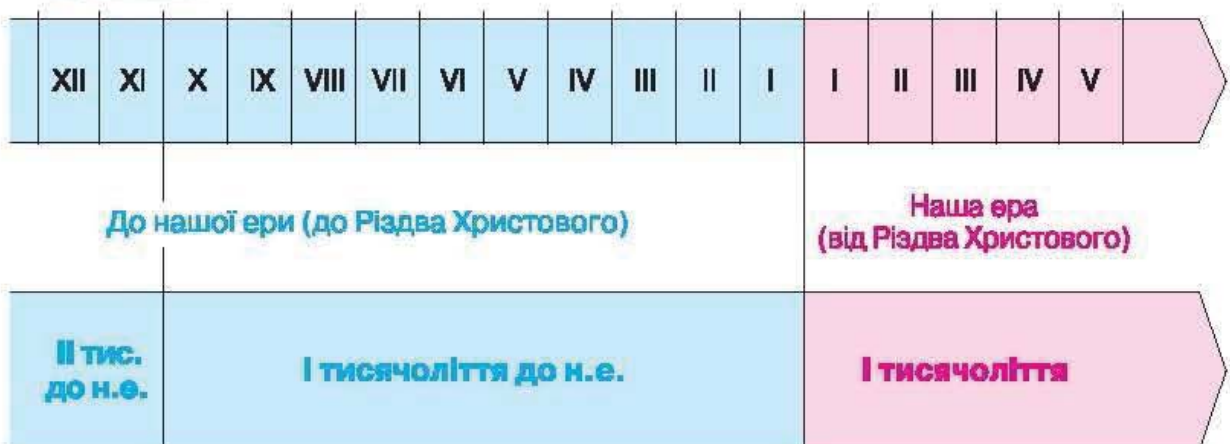 XII XI X IX VIII VII VI V IV III II I I II III IV V
До нашої ери (до Різдва Христового)
Наша ера
(від Різдва Христового)
II тис.
до н.е.
I тисячоліття до н.е.
I тисячоліття